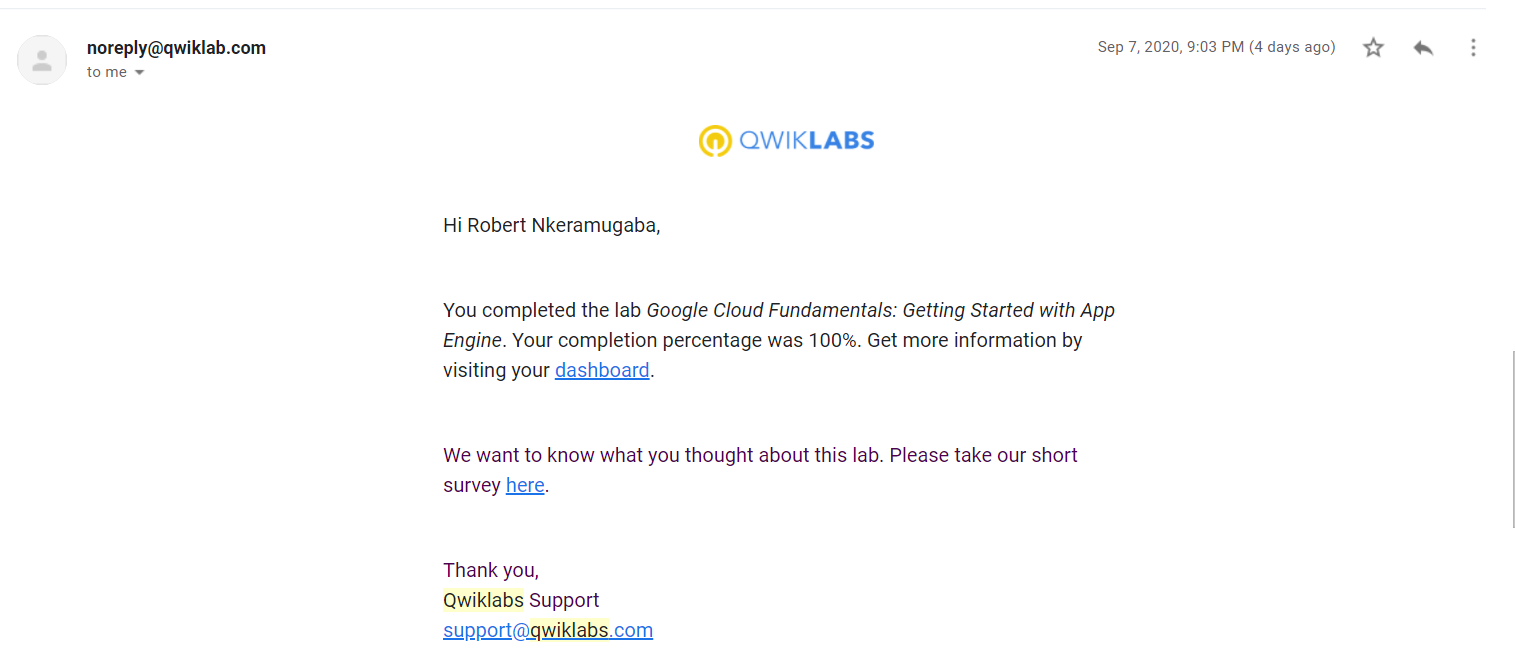 noreply@qwiklab.com
Sep 7, 2020, 9:03 PM (4 days ago)
to me
QWIKLABS
Hi Robert Nkeramugaba,
You completed the lab Google Cloud Fundamentals: Getting Started with App
Engine. Your completion percentage was 100%. Get more information by
visiting your dashboard.
We want to know what you thought about this lab. Please take our short
survey here.
Thank you,
Qwiklabs Support
support@qwiklabs.com